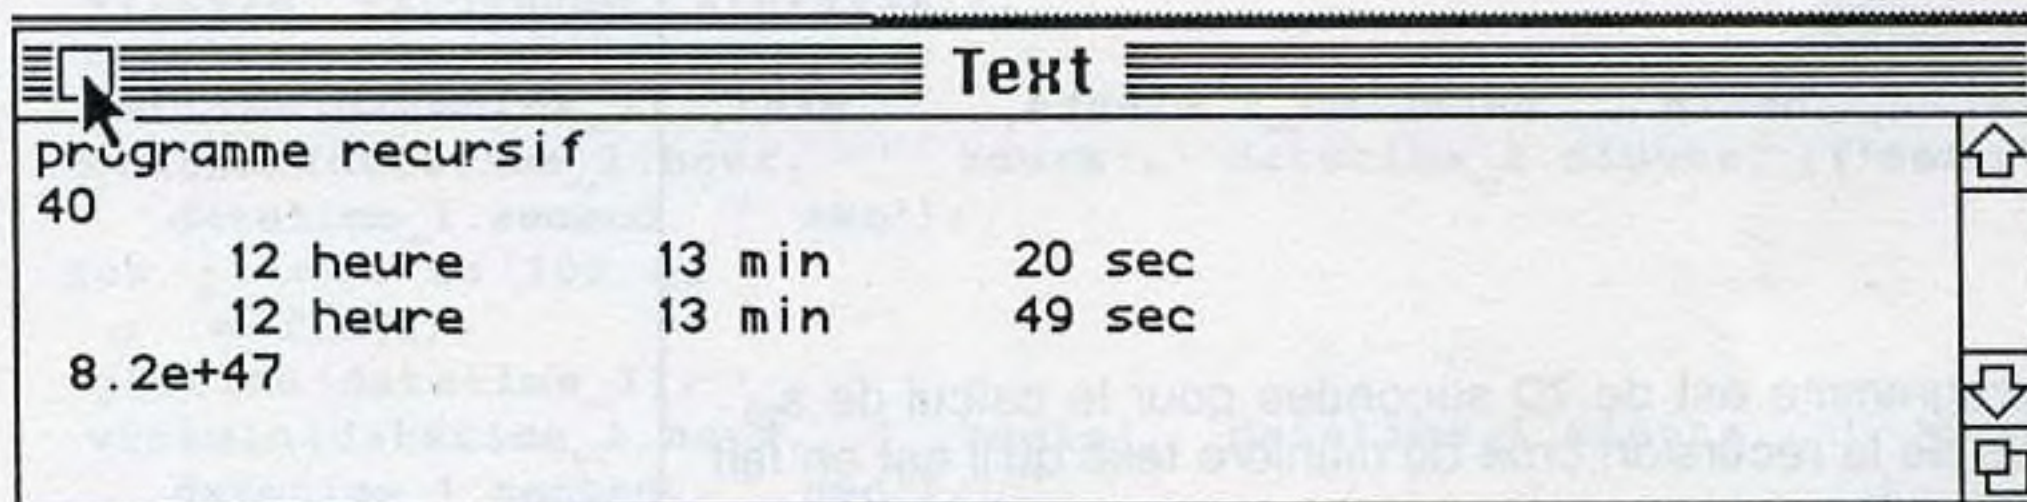 Text
programme recursif
40
12 heure 13 min 20 sec
12 heure 13 min 49 sec
8.2e+47